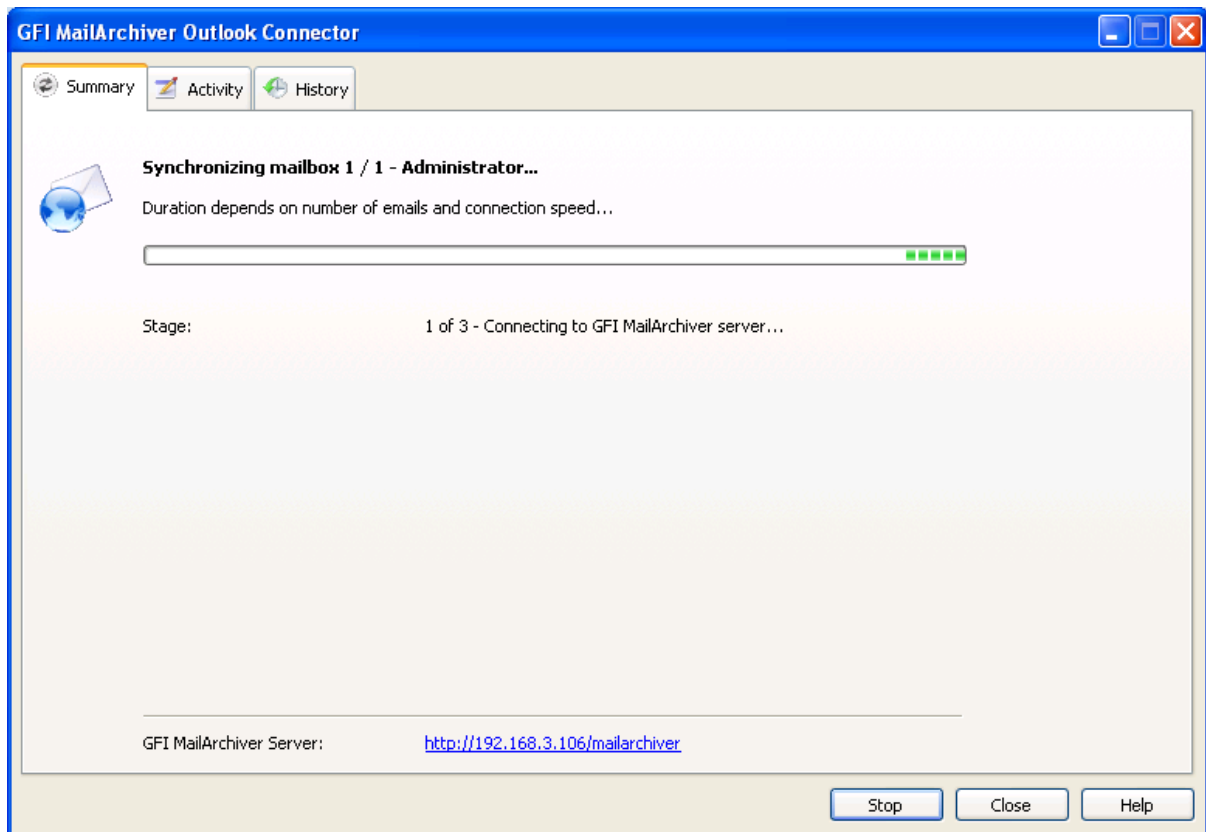 GFI MailArchiver Outlook Connector
Summary Activity History
Synchronizing mailbox 1 / 1 - Administrator...
Duration depends on number of emails and connection speed...
Stage: 1 of 3 - Connecting to GFI MailArchiver server...
GFI MailArchiver Server: http://192.168.3.106/mailarchiver
Stop Close Help